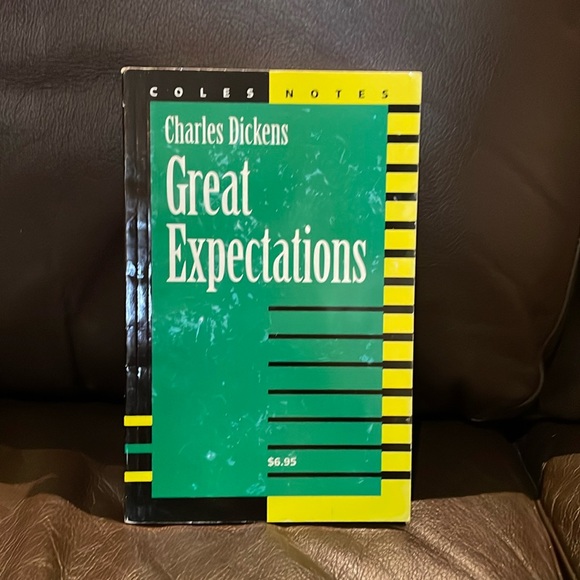 COLES NOTES
Charles Dickens
Great
Expectations
$6.95